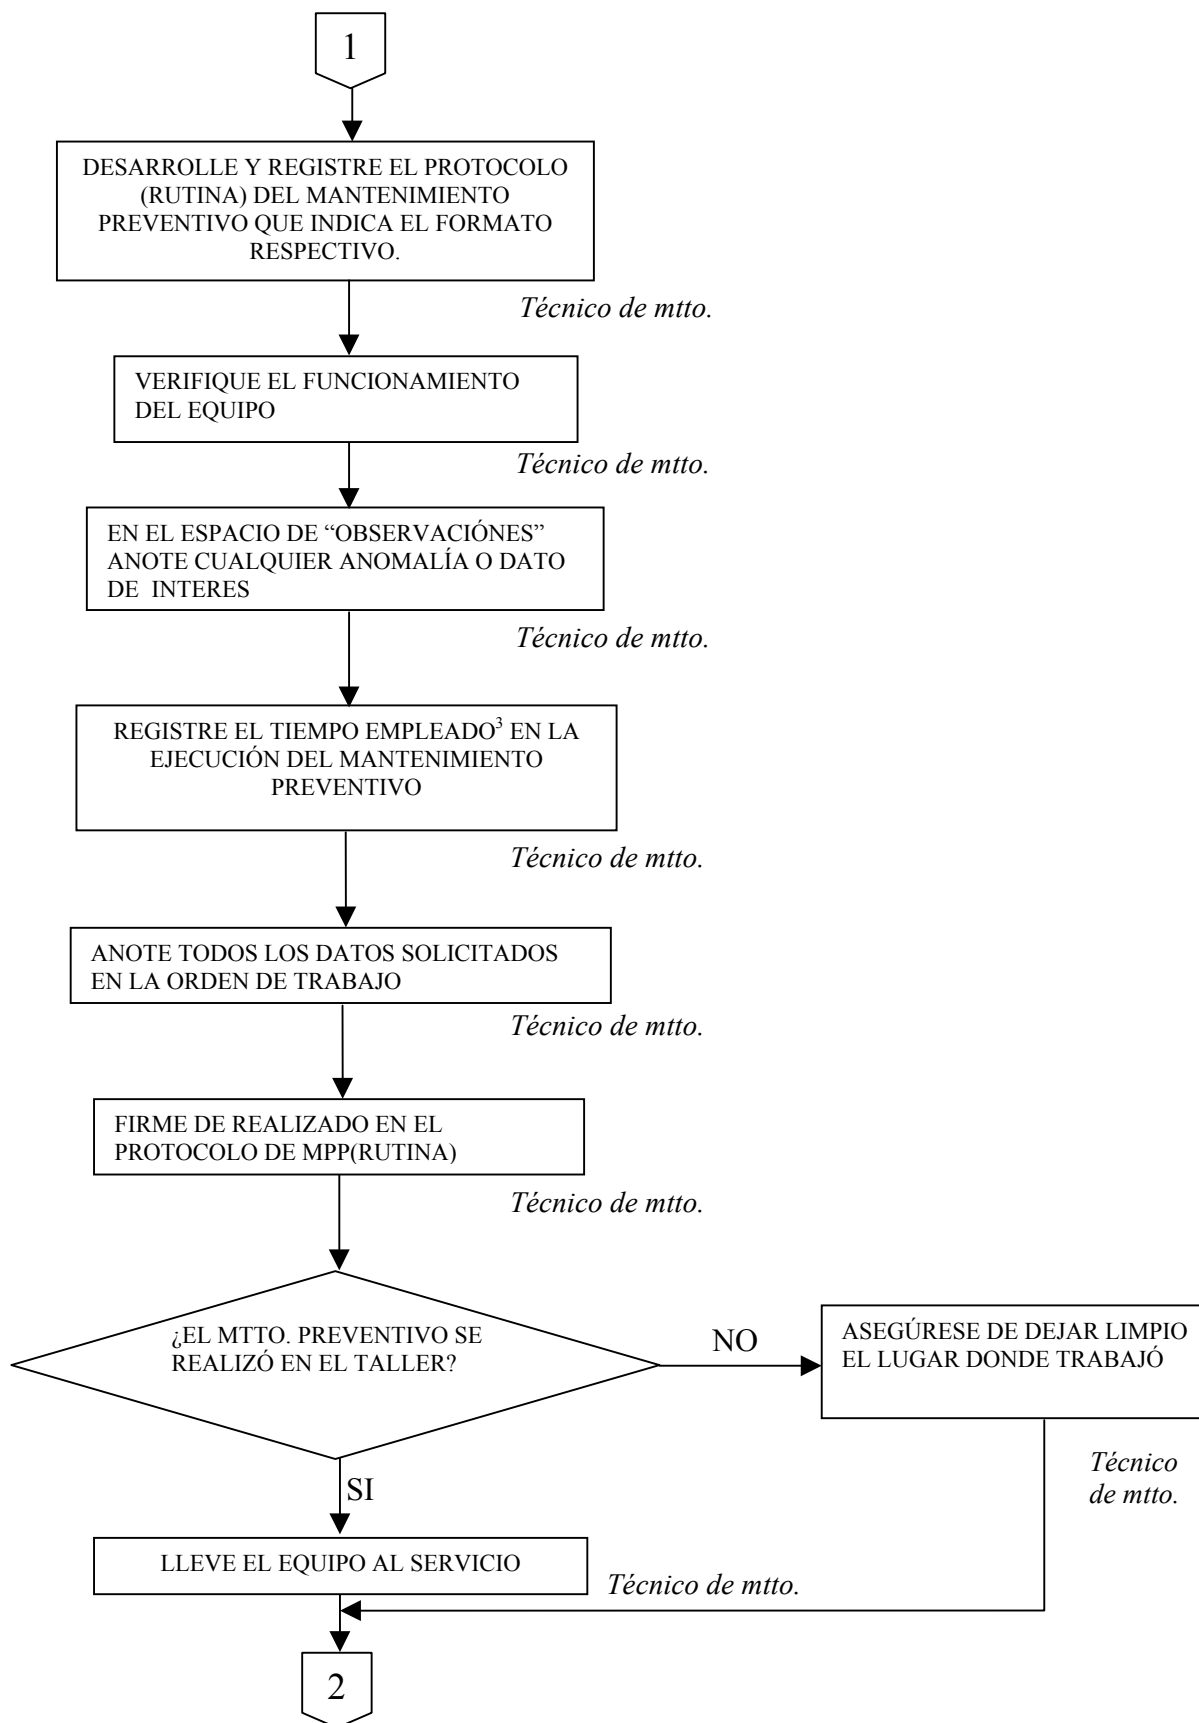 1
DESARROLLE Y REGISTRE EL PROTOCOLO
(RUTINA) DEL MANTENIMIENTO
PREVENTIVO QUE INDICA EL FORMATO
RESPECTIVO.
Técnico de mtto.
VERIFIQUE EL FUNCIONAMIENTO
DEL EQUIPO
Técnico de mtto.
EN EL ESPACIO DE “OBSERVACIÓNES”
ANOTE CUALQUIER ANOMALÍA O DATO
DE INTERES
Técnico de mtto.
REGISTRE EL TIEMPO EMPLEADO³ EN LA
EJECUCIÓN DEL MANTENIMIENTO
PREVENTIVO
Técnico de mtto.
ANOTE TODOS LOS DATOS SOLICITADOS
EN LA ORDEN DE TRABAJO
Técnico de mtto.
FIRME DE REALIZADO EN EL
PROTOCOLO DE MPP(RUTINA)
Técnico de mtto.
¿EL MTTO. PREVENTIVO SE
REALIZÓ EN EL TALLER?
NO
ASEGÚRESE DE DEJAR LIMPIO
EL LUGAR DONDE TRABAJÓ
Técnico
de mtto.
SI
LLEVE EL EQUIPO AL SERVICIO
Técnico de mtto.
2